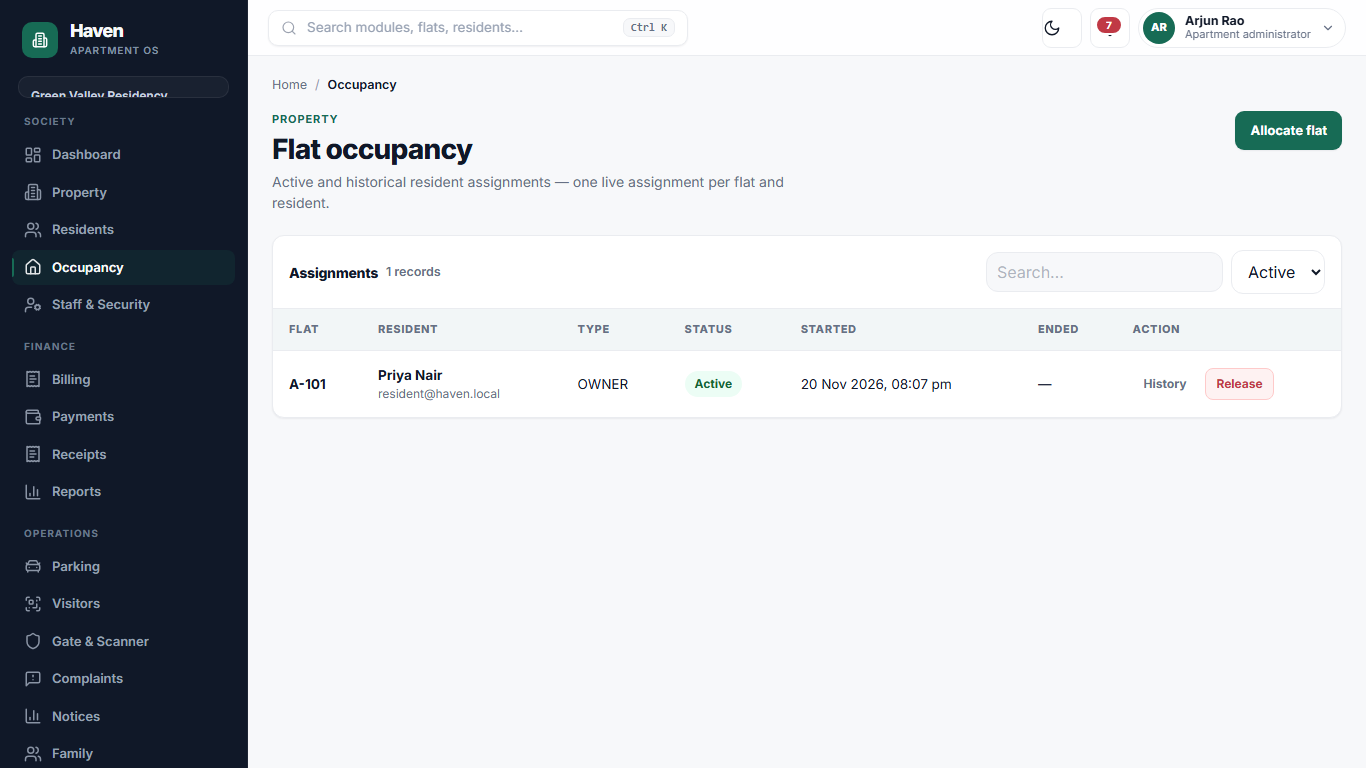 Haven
APARTMENT OS
Green Valley Residency
SOCIETY
Dashboard
Property
Residents
Occupancy
Staff & Security
FINANCE
Billing
Payments
Receipts
Reports
OPERATIONS
Parking
Visitors
Gate & Scanner
Complaints
Notices
Family
Search modules, flats, residents...
Ctrl K
7
AR
Arjun Rao
Apartment administrator
Home / Occupancy
PROPERTY
Flat occupancy
Active and historical resident assignments — one live assignment per flat and
resident.
Allocate flat
Assignments 1 records
Search...
Active
FLAT RESIDENT TYPE STATUS STARTED ENDED ACTION
A-101 Priya Nair OWNER Active 20 Nov 2026, 08:07 pm — History Release
resident@haven.local